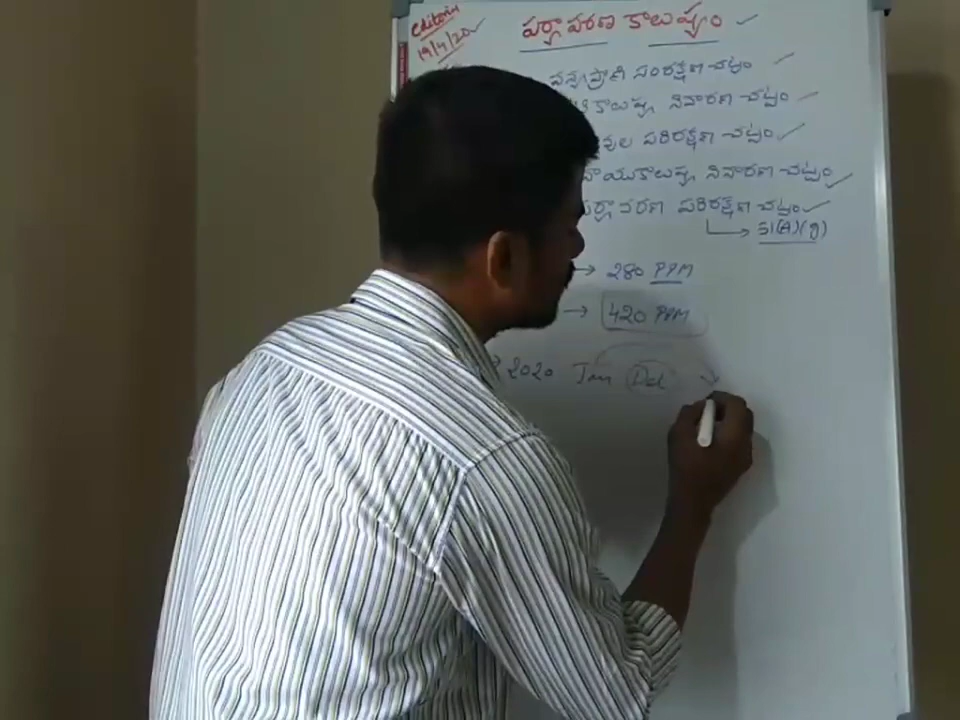 Editorial
19/4/20
పర్యావరణ కాలుష్యం
వన్యప్రాణి సంరక్షణ చట్టం
కాలుష్య నివారణ చట్టం
పరిరక్షణ చట్టం
వాయుకాలుష్య నివారణ చట్టం
పర్యావరణ పరిరక్షణ చట్టం
→ 51(A)(g)
→ 280 PPM
→ 420 PPM
2020 Jan Dec